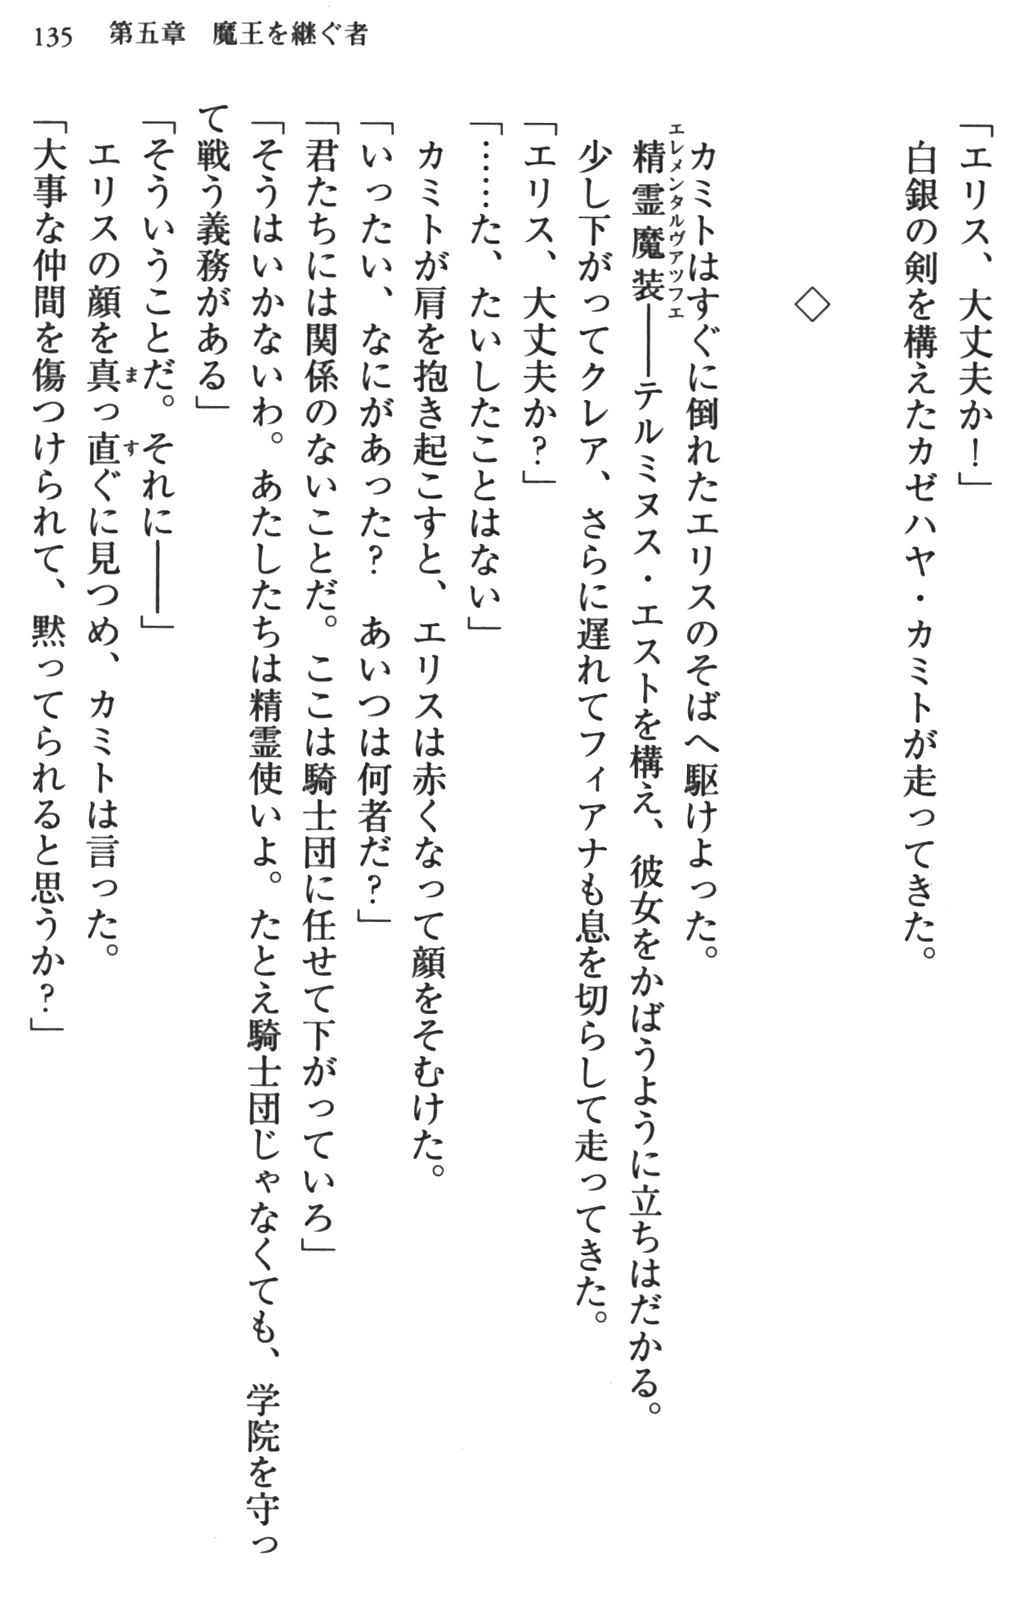 135 第五章 魔王を継ぐ者
「エリス、大丈夫か！」
白銀の剣を構えたカゼハヤ・カミトが走ってきた。
◇
カミトはすぐに倒れたエリスのそばへ駆けよった。
エレメンタルヴァッフェ
精霊魔装――テルミヌス・エストを構え、彼女をかばうように立ちはだかる。
少し下がってクレア、さらに遅れてフィアナも息を切らして走ってきた。
「エリス、大丈夫か？」
「……た、たいしたことはない」
カミトが肩を抱き起こすと、エリスは赤くなって顔をそむけた。
「いったい、なにがあった？　あいつは何者だ？」
「君たちには関係のないことだ。ここは騎士団に任せて下がっていろ」
「そうはいかないわ。あたしたちは精霊使いよ。たとえ騎士団じゃなくても、学院を守っ
て戦う義務がある」
「そういうことだ。それに――」
ま す
エリスの顔を真っ直ぐに見つめ、カミトは言った。
「大事な仲間を傷つけられて、黙ってられると思うか？」